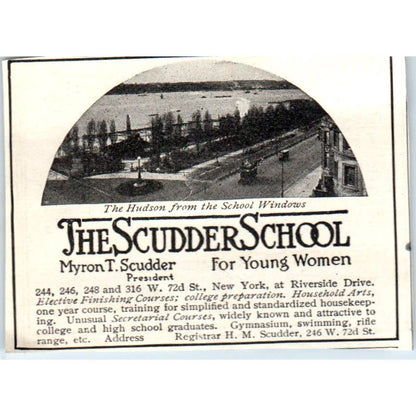 The Hudson from the School Windows
THE SCUDDER SCHOOL
Myron T. Scudder For Young Women
President
244, 246, 248 and 316 W. 72d St., New York, at Riverside Drive.
Elective Finishing Courses; college preparation. Household Arts,
one year course, training for simplified and standardized housekeep-
ing. Unusual Secretarial Courses, widely known and attractive to
college and high school graduates. Gymnasium, swimming, rifle
range, etc. Address Registrar H. M. Scudder, 246 W. 72d St.